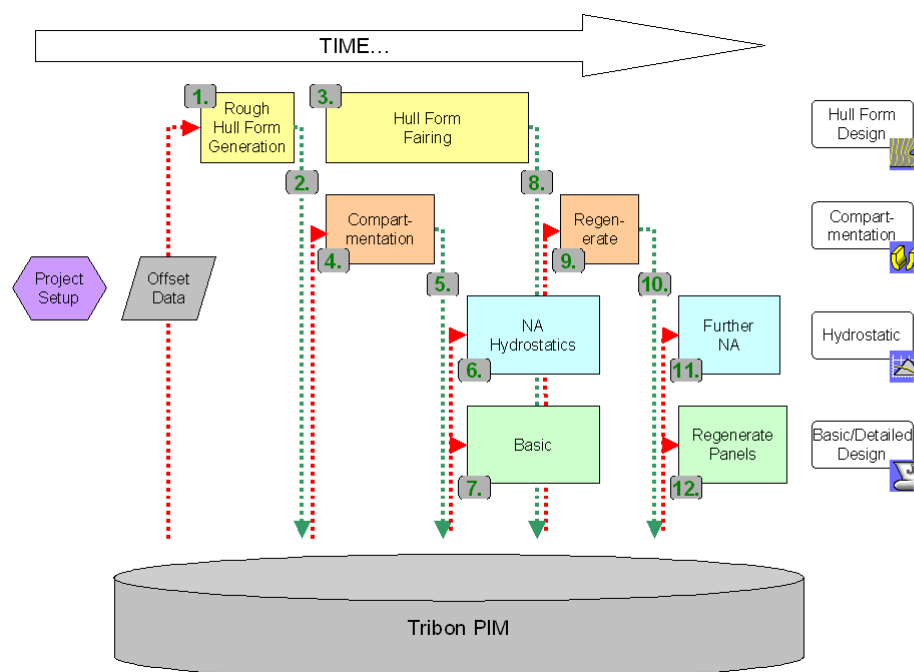 TIME...
1.
Rough
Hull Form
Generation
2.
3.
Hull Form
Fairing
8.
Hull Form
Design
Compart-
mentation
4.
5.
Regen-
erate
9.
10.
Compart-
mentation
Project
Setup
Offset
Data
NA
Hydrostatics
6.
Further
NA
11.
Hydrostatic
Basic
7.
Regenerate
Panels
12.
Basic/Detailed
Design
Tribon PIM